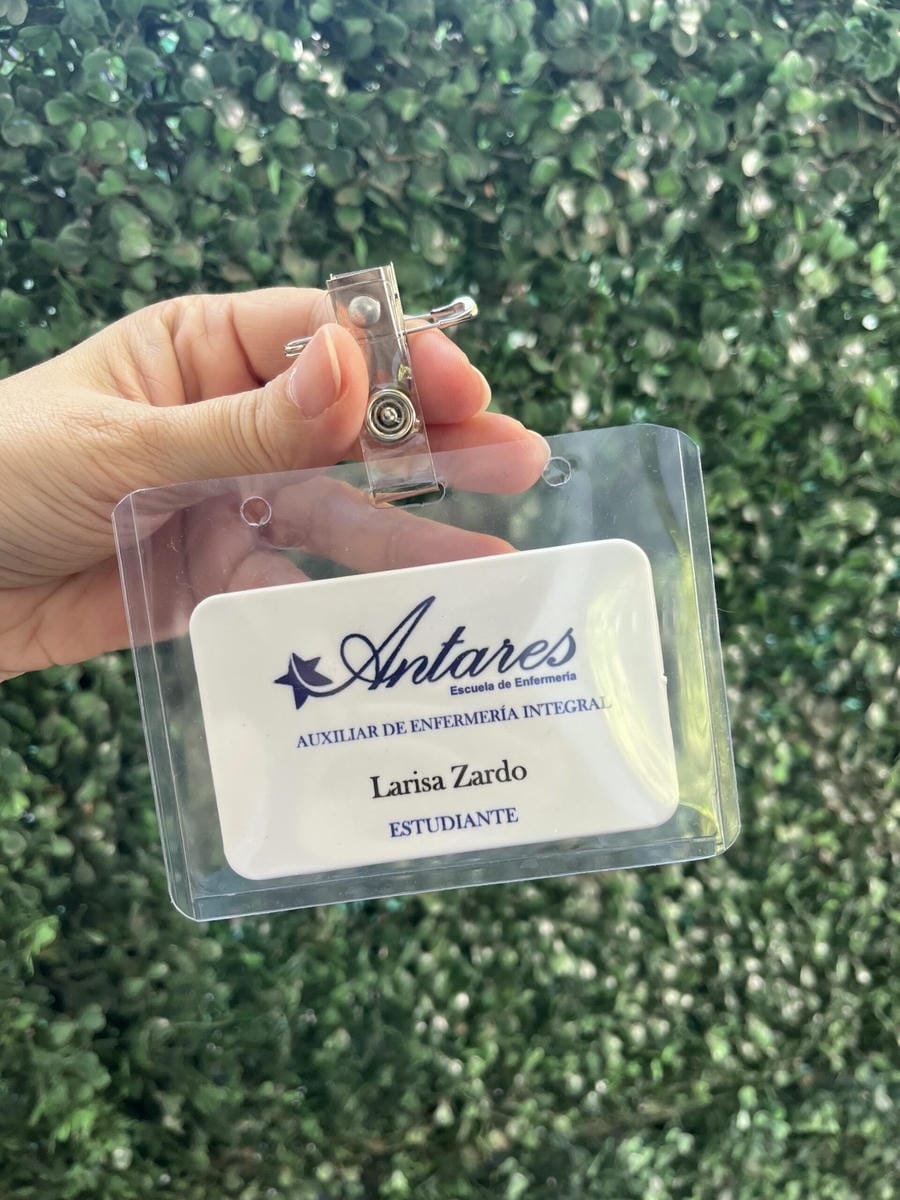 Antares
Escuela de Enfermería
AUXILIAR DE ENFERMERÍA INTEGRAL
Larisa Zardo
ESTUDIANTE